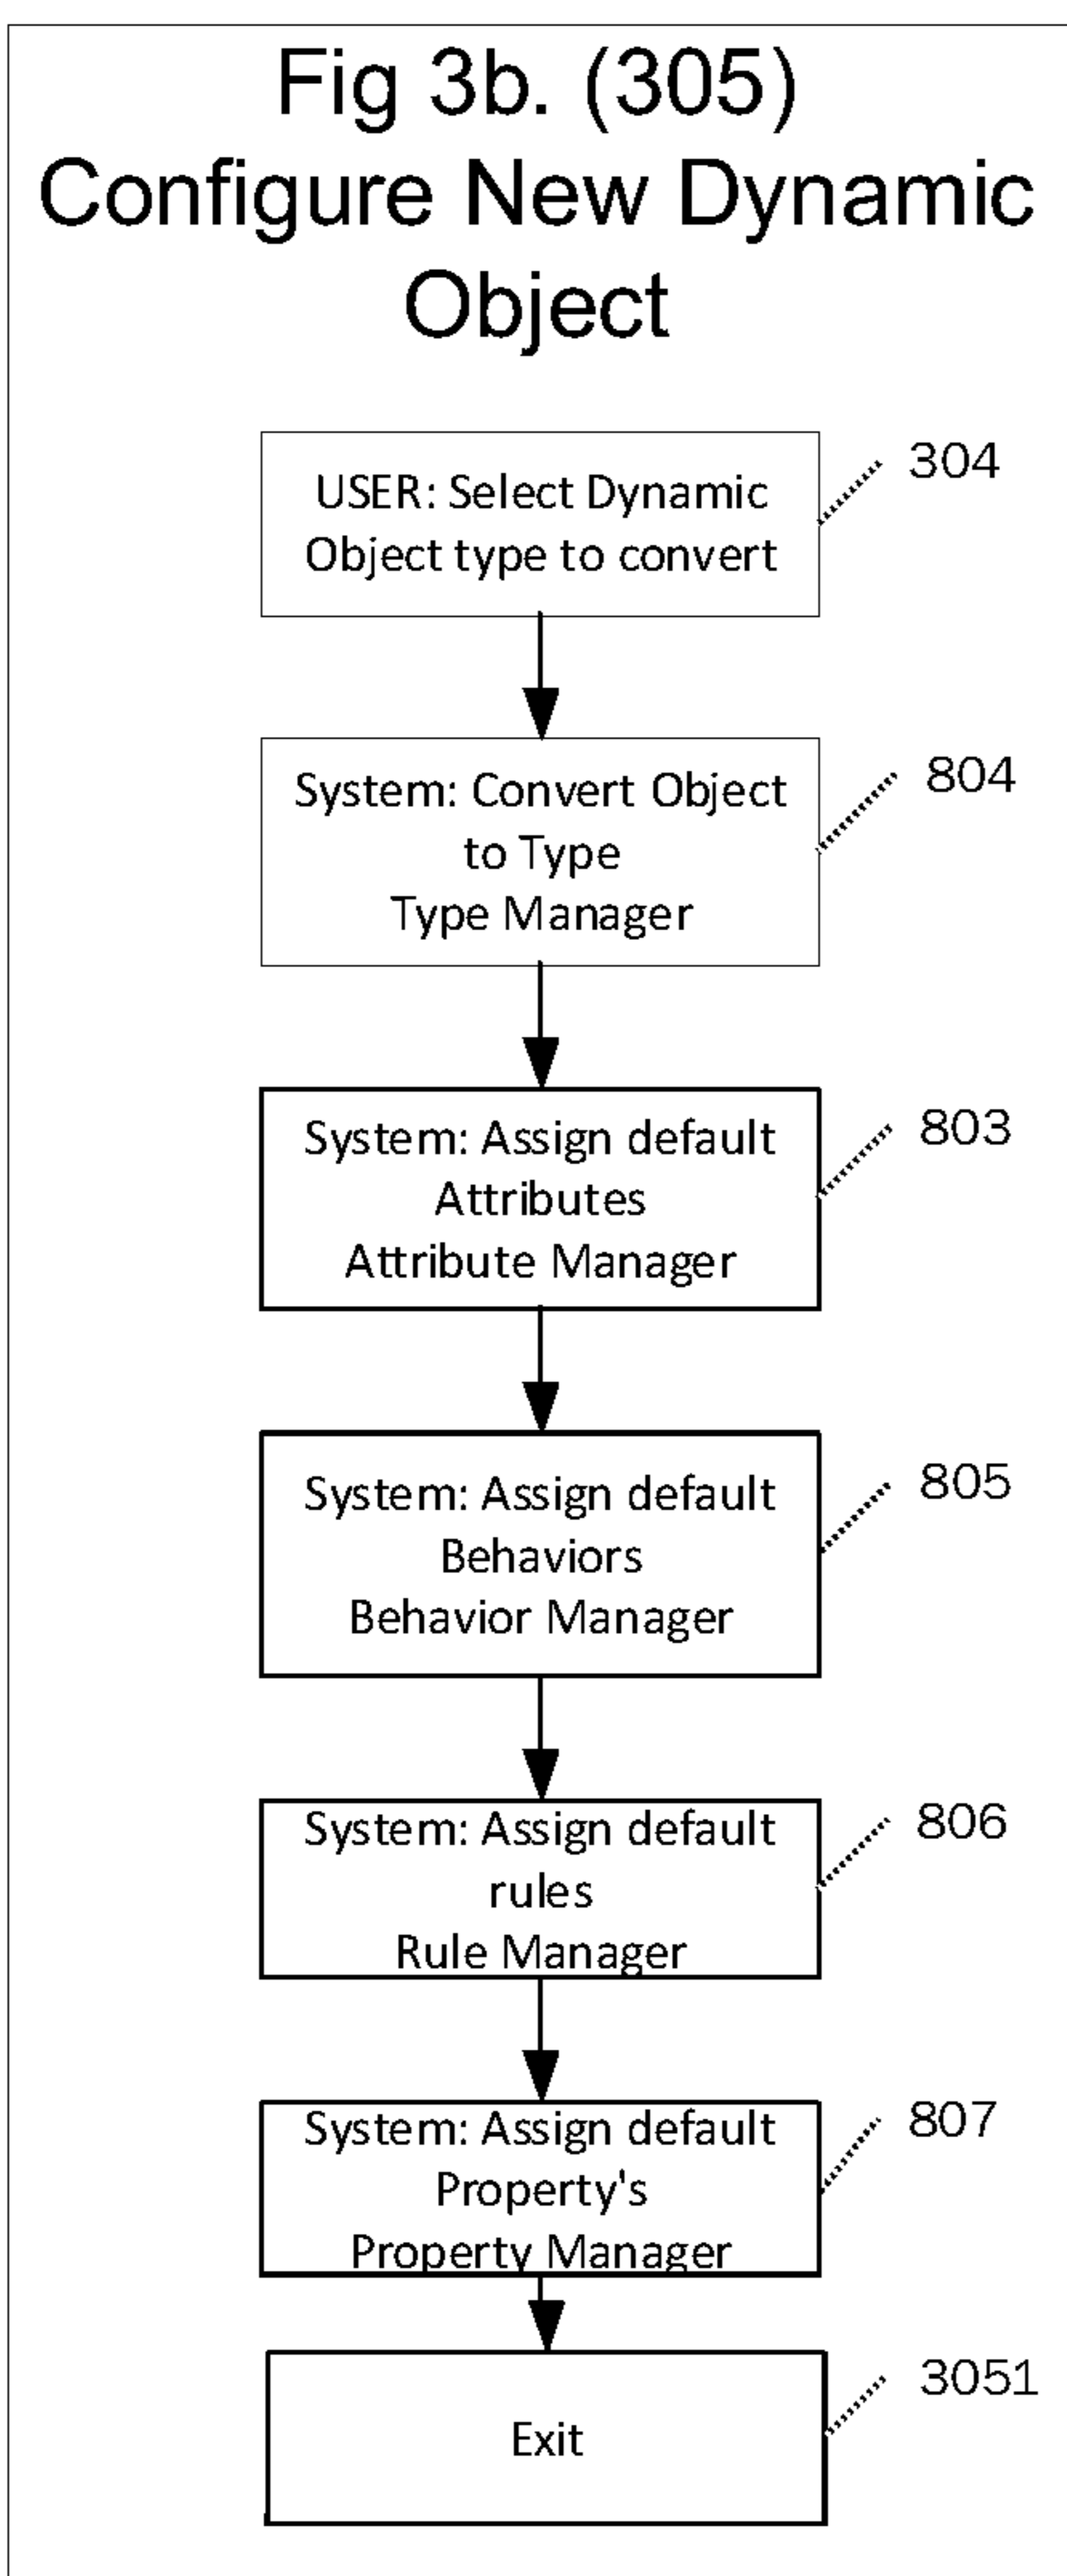 Fig 3b. (305)
Configure New Dynamic
Object
USER: Select Dynamic
Object type to convert
304
System: Convert Object
to Type
Type Manager
804
System: Assign default
Attributes
Attribute Manager
803
System: Assign default
Behaviors
Behavior Manager
805
System: Assign default
rules
Rule Manager
806
System: Assign default
Property's
Property Manager
807
Exit
3051